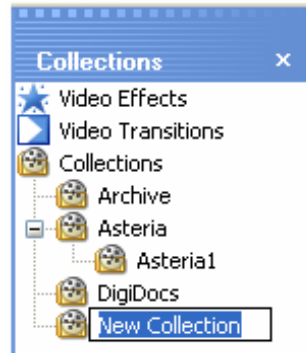 Collections
Video Effects
Video Transitions
Collections
Archive
Asteria
Asteria1
DigiDocs
New Collection